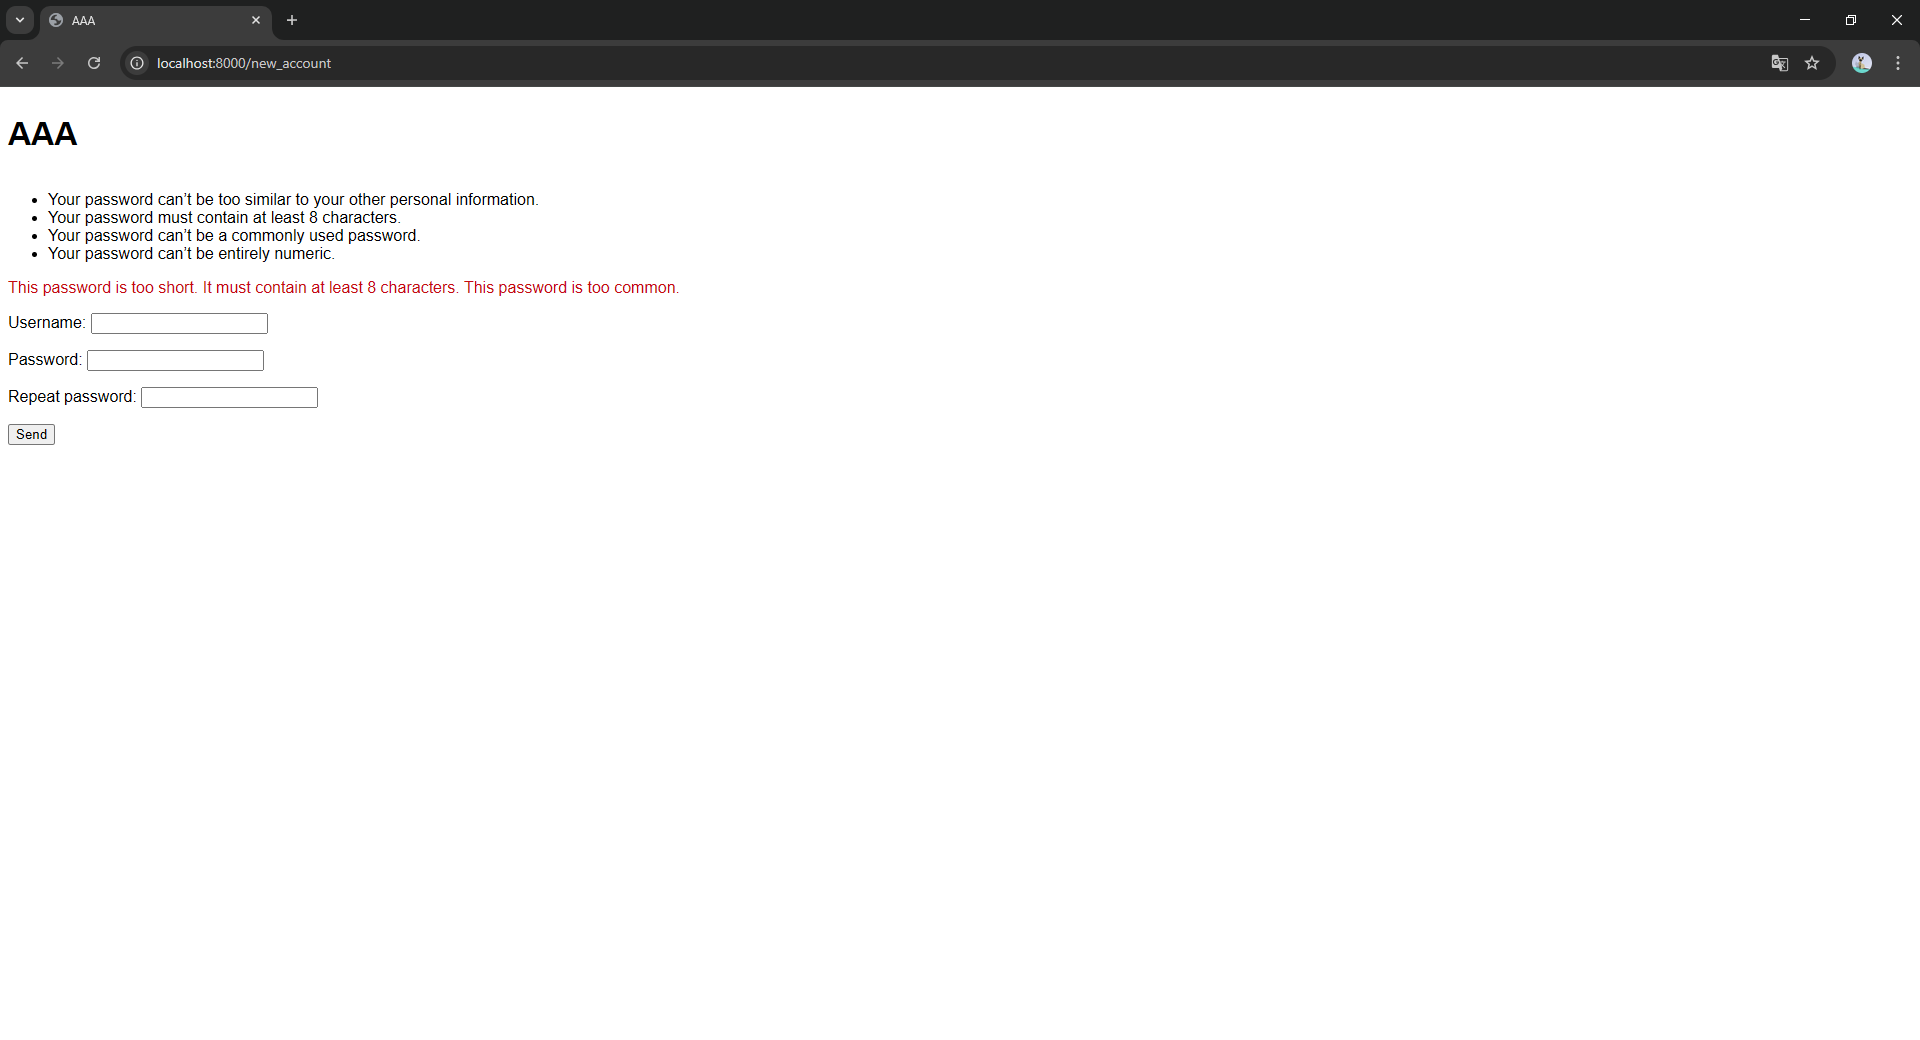 AAA
localhost:8000/new_account
AAA
Your password can’t be too similar to your other personal information.
Your password must contain at least 8 characters.
Your password can’t be a commonly used password.
Your password can’t be entirely numeric.
This password is too short. It must contain at least 8 characters. This password is too common.
Username:
Password:
Repeat password:
Send